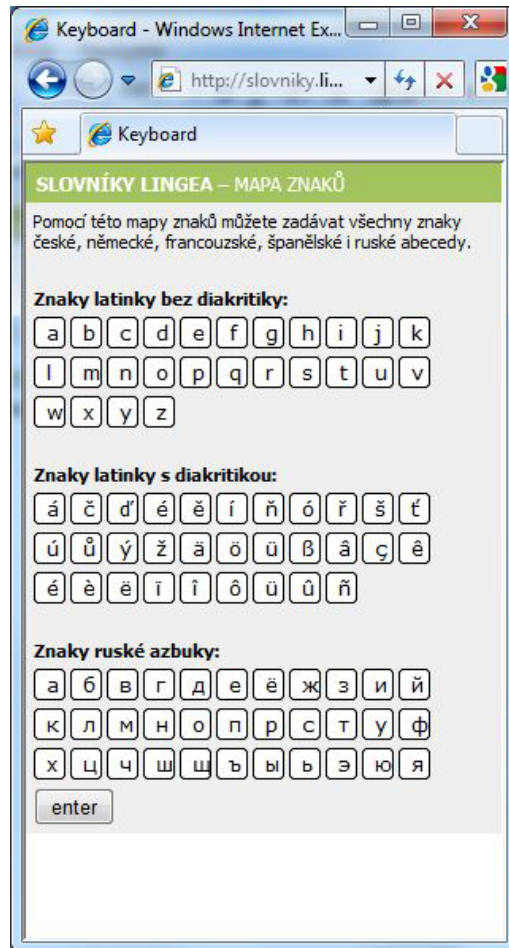 Keyboard - Windows Internet Ex...
http://slovniky.li...
Keyboard
SLOVNÍKY LINGEA – MAPA ZNAKŮ
Pomocí této mapy znaků můžete zadávat všechny znaky
české, německé, francouzské, španělské i ruské abecedy.
Znaky latinky bez diakritiky:
a b c d e f g h i j k
l m n o p q r s t u v
w x y z
Znaky latinky s diakritikou:
á č ď é ě í ň ó ř š ť
ú ů ý ž ä ö ü ß â ç ê
é è ë ï î ô ü û ñ
Znaky ruské azbuky:
а б в г д е ё ж з и й
к л м н о п р с т у ф
х ц ч ш щ ъ ы ь э ю я
enter